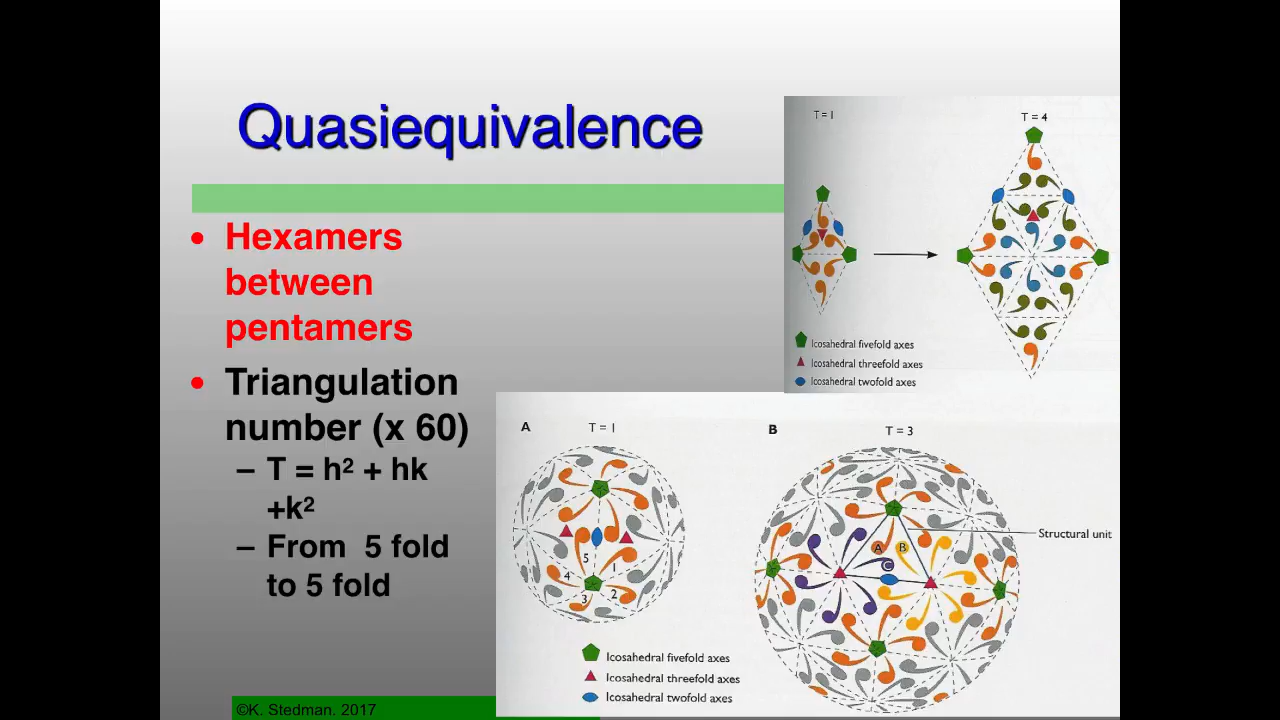 Quasiequivalence
• Hexamers
between
pentamers
• Triangulation
number (x 60)
– T = h² + hk
+k²
– From 5 fold
to 5 fold
T = 1
T = 4
Icosahedral fivefold axes
Icosahedral threefold axes
Icosahedral twofold axes
A
T = 1
B
T = 3
Structural unit
A
B
C
5
4
3
2
Icosahedral fivefold axes
Icosahedral threefold axes
Icosahedral twofold axes
©K. Stedman. 2017